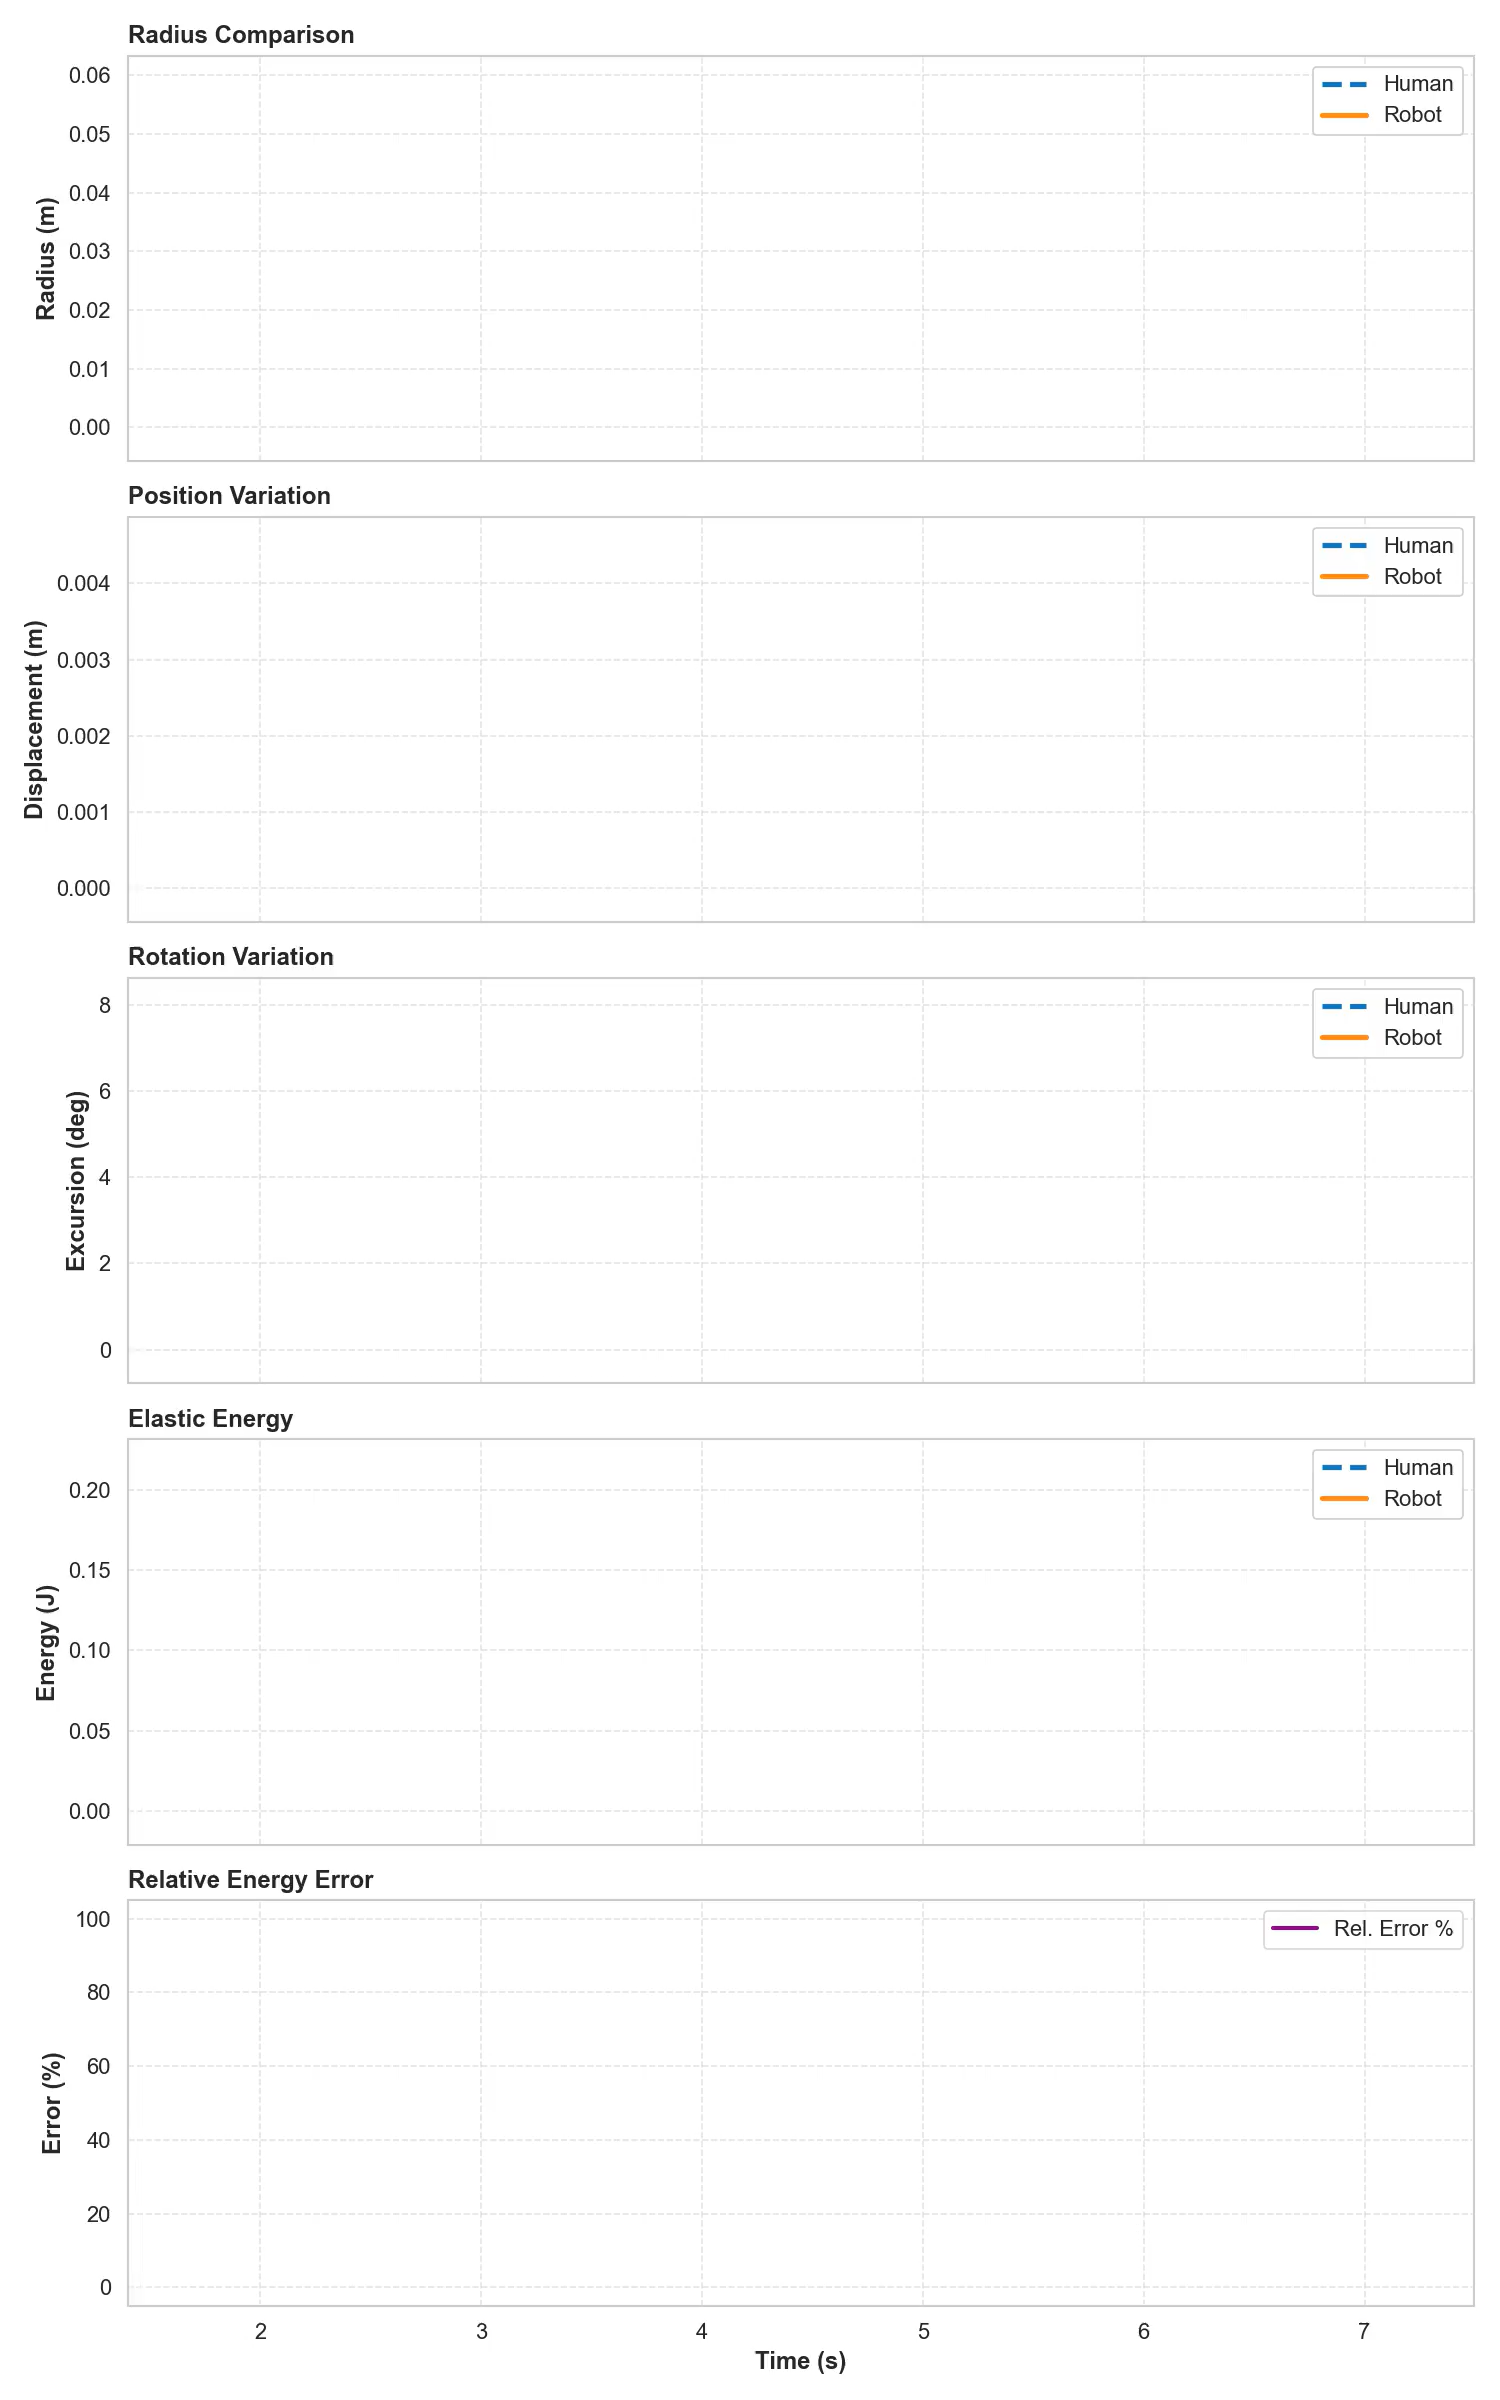 Radius Comparison
Radius (m)
0.06
0.05
0.04
0.03
0.02
0.01
0.00
Human
Robot
Position Variation
Displacement (m)
0.004
0.003
0.002
0.001
0.000
Human
Robot
Rotation Variation
Excursion (deg)
8
6
4
2
0
Human
Robot
Elastic Energy
Energy (J)
0.20
0.15
0.10
0.05
0.00
Human
Robot
Relative Energy Error
Error (%)
100
80
60
40
20
0
Rel. Error %
2 3 4 5 6 7
Time (s)